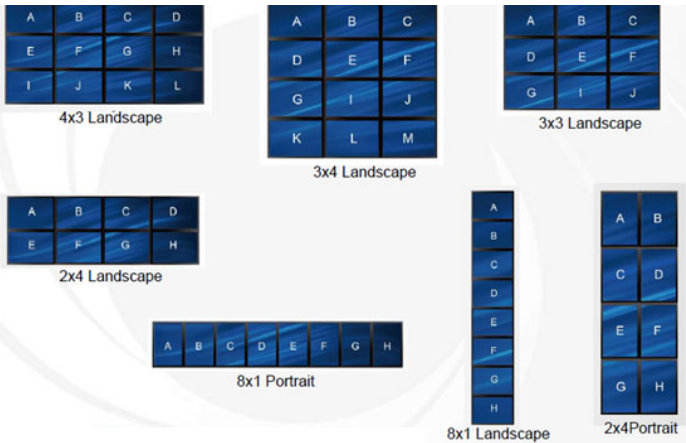 A B C D
E F G H
I J K L
4x3 Landscape
A B C
D E F
G I J
K L M
3x4 Landscape
A B C
D E F
G I J
3x3 Landscape
A B C D
E F G H
2x4 Landscape
A B C D E F G H
8x1 Portrait
A
B
C
D
E
F
G
H
8x1 Landscape
A B
C D
E F
G H
2x4Portrait